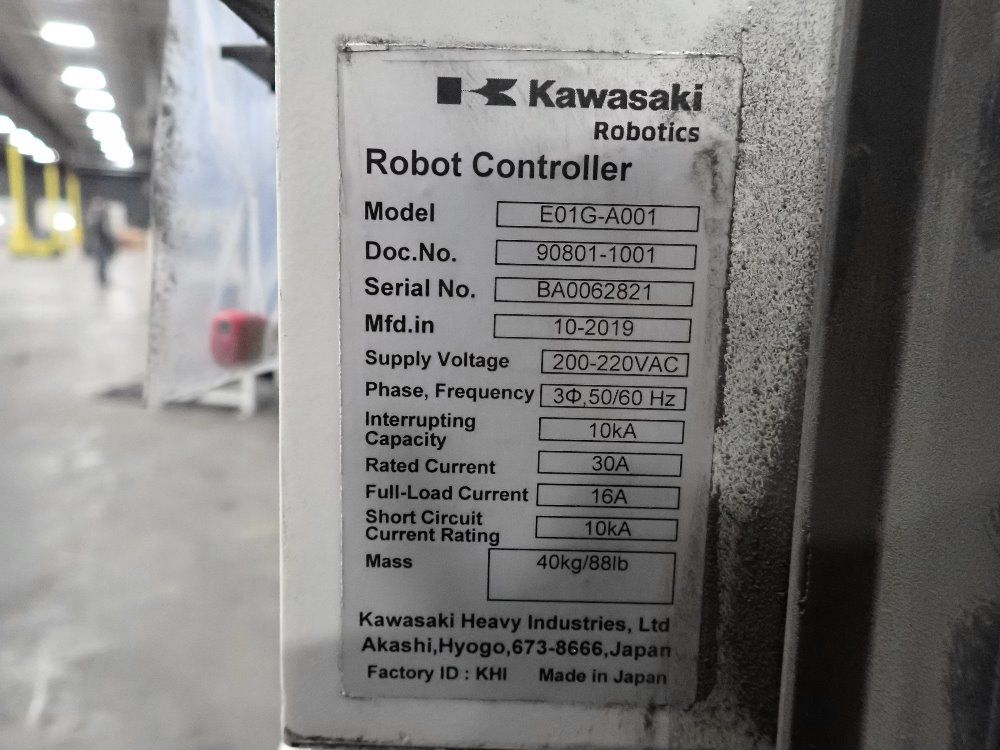 Kawasaki
Robotics
Robot Controller
Model E01G-A001
Doc.No. 90801-1001
Serial No. BA0062821
Mfd.in 10-2019
Supply Voltage 200-220VAC
Phase, Frequency 3Φ,50/60 Hz
Interrupting
Capacity 10kA
Rated Current 30A
Full-Load Current 16A
Short Circuit
Current Rating 10kA
Mass 40kg/88lb
Kawasaki Heavy Industries, Ltd
Akashi,Hyogo,673-8666,Japan
Factory ID : KHI Made in Japan